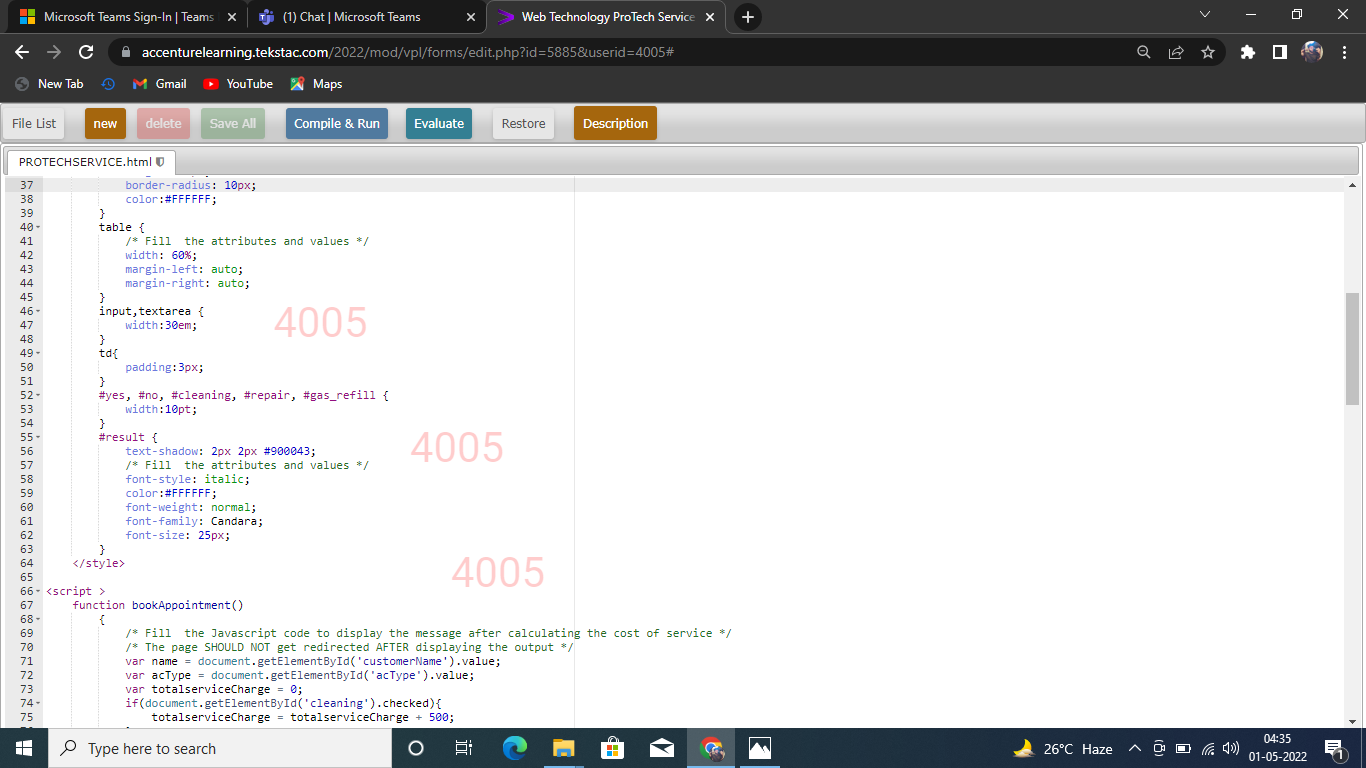 Microsoft Teams Sign-In | Teams
(1) Chat | Microsoft Teams
Web Technology ProTech Service
accenturelearning.tekstac.com/2022/mod/vpl/forms/edit.php?id=5885&userid=4005#
New Tab
Gmail
YouTube
Maps
File List
new
delete
Save All
Compile & Run
Evaluate
Restore
Description
PROTECHSERVICE.html
37 border-radius: 10px;
38 color:#FFFFFF;
39 }
40 table {
41 /* Fill  the attributes and values */
42 width: 60%;
43 margin-left: auto;
44 margin-right: auto;
45 }
46 input,textarea {
47 width:30em;
48 }
49 td{
50 padding:3px;
51 }
52 #yes, #no, #cleaning, #repair, #gas_refill {
53 width:10pt;
54 }
55 #result {
56 text-shadow: 2px 2px #900043;
57 /* Fill  the attributes and values */
58 font-style: italic;
59 color:#FFFFFF;
60 font-weight: normal;
61 font-family: Candara;
62 font-size: 25px;
63 }
64 </style>
65
66 <script >
67 function bookAppointment()
68 {
69 /* Fill  the Javascript code to display the message after calculating the cost of service */
70 /* The page SHOULD NOT get redirected AFTER displaying the output */
71 var name = document.getElementById('customerName').value;
72 var acType = document.getElementById('acType').value;
73 var totalserviceCharge = 0;
74 if(document.getElementById('cleaning').checked){
75 totalserviceCharge = totalserviceCharge + 500;
4005
4005
4005
Type here to search
26°C Haze
04:35
01-05-2022
1